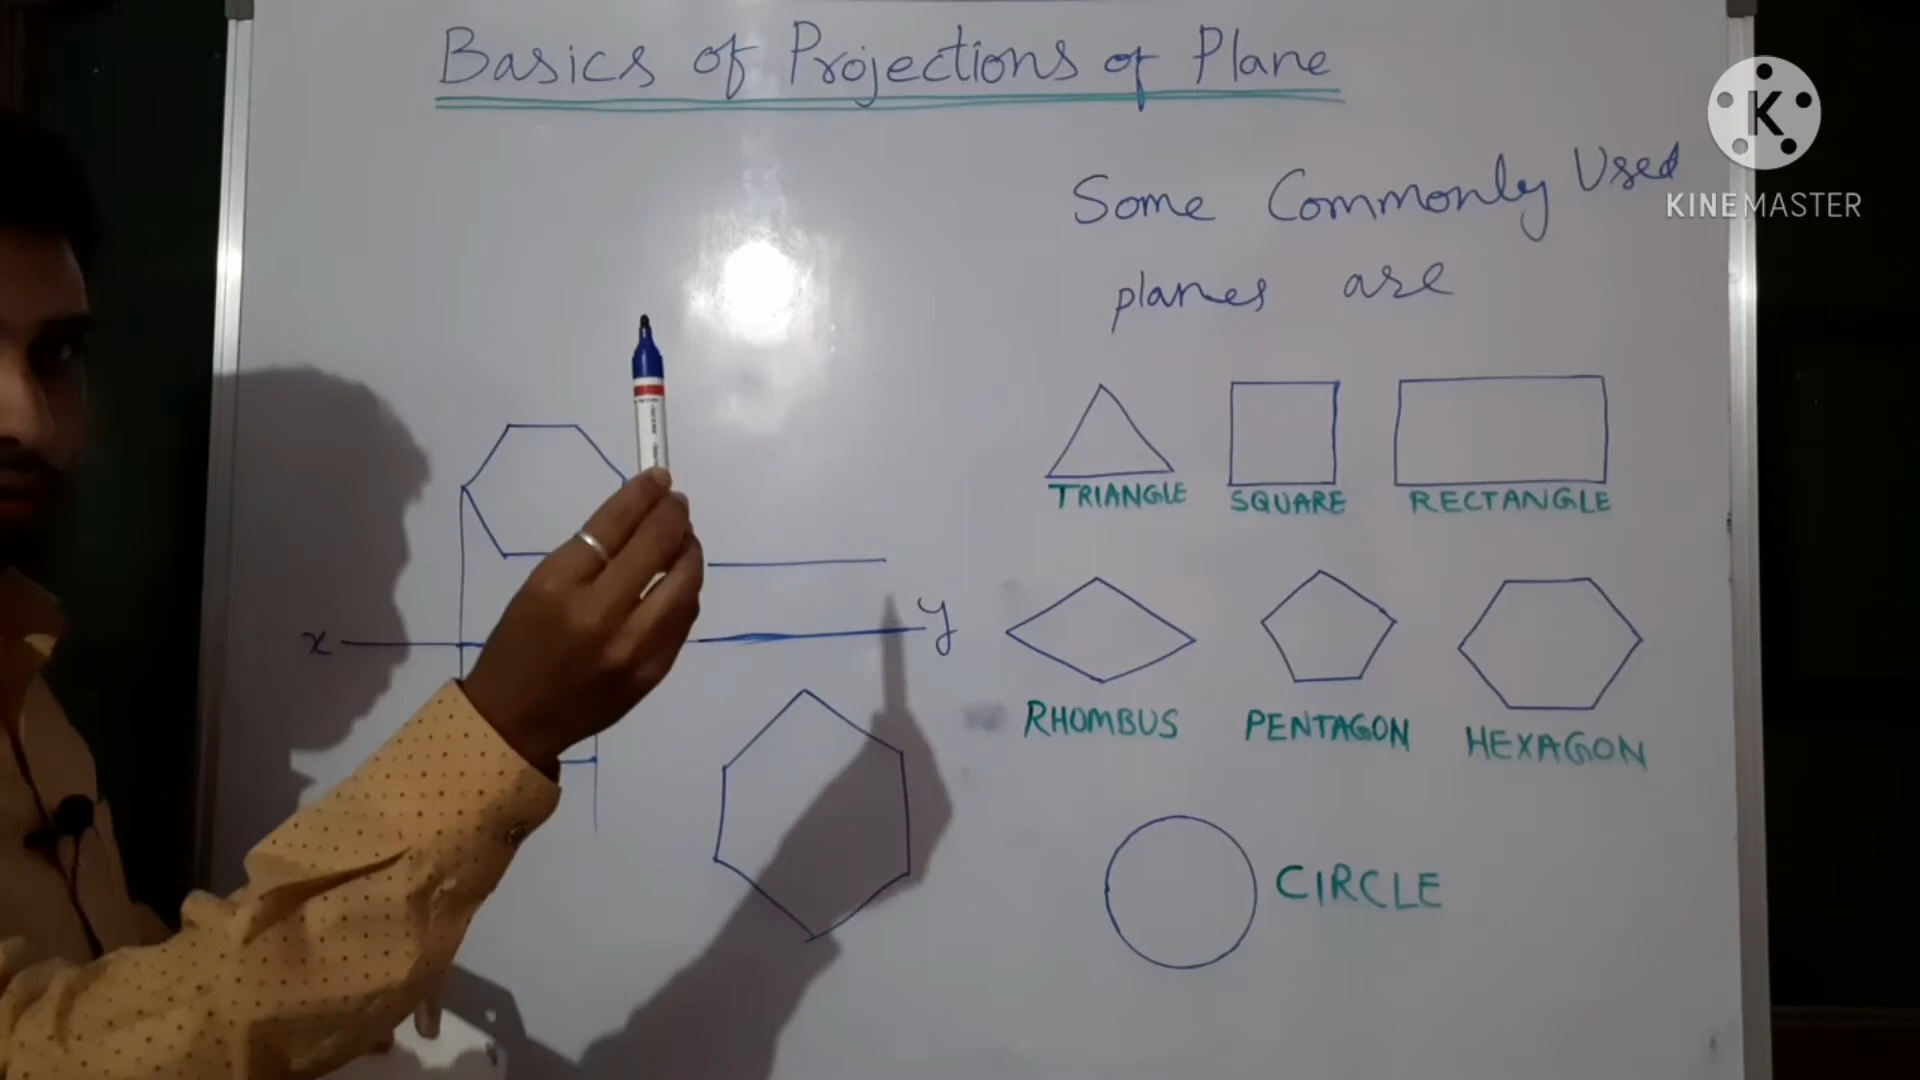 Basics of Projections of Plane
Some Commonly Used
planes are
K
KINEMASTER
TRIANGLE SQUARE RECTANGLE
x y
RHOMBUS PENTAGON HEXAGON
CIRCLE